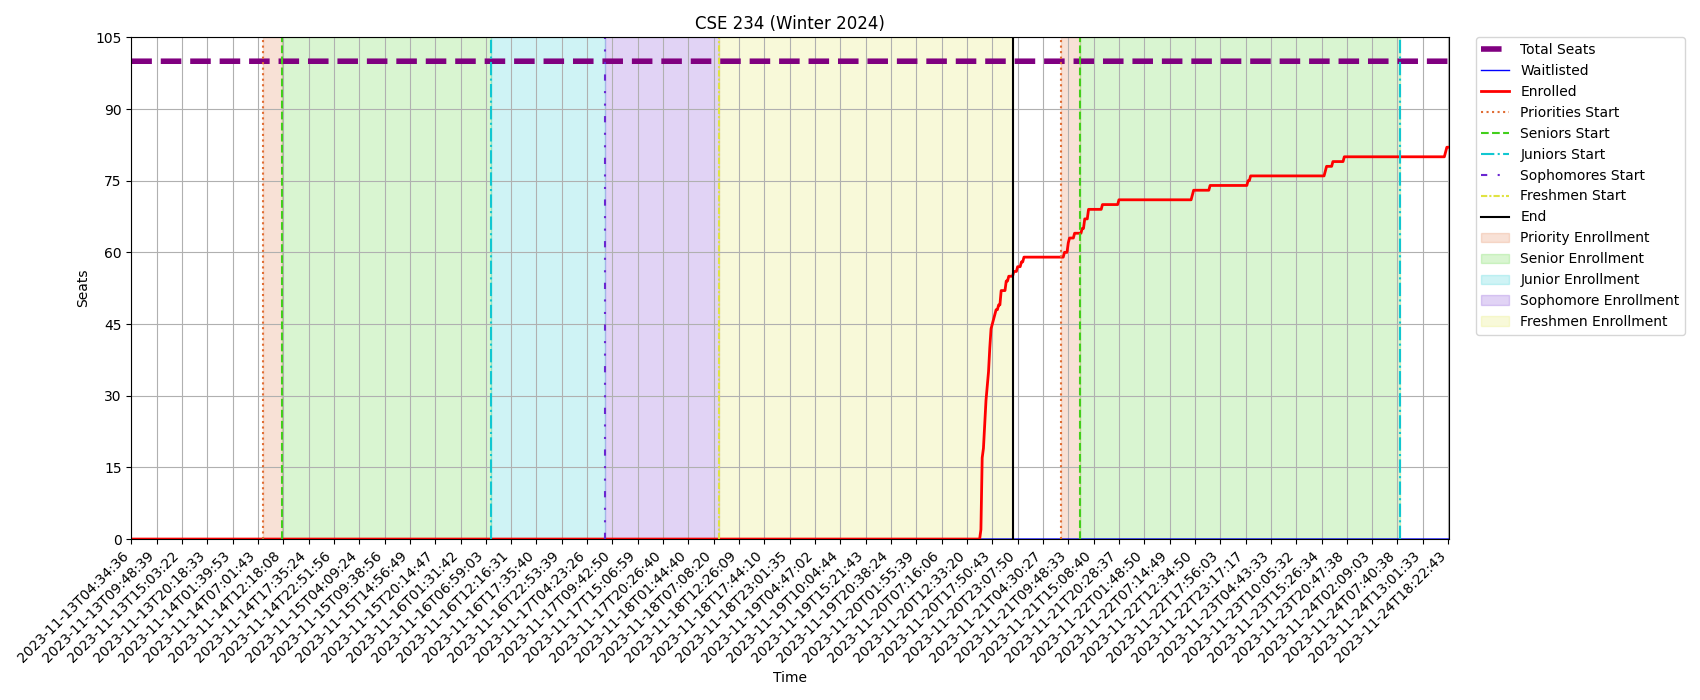 CSE 234 (Winter 2024)
105
90
75
60
45
30
15
0
Seats
2023-11-13T04:34:36
2023-11-13T09:48:39
2023-11-13T15:03:22
2023-11-13T20:18:33
2023-11-14T01:39:53
2023-11-14T07:01:43
2023-11-14T12:18:08
2023-11-14T17:35:24
2023-11-14T22:51:56
2023-11-15T04:09:24
2023-11-15T09:38:56
2023-11-15T14:56:49
2023-11-15T20:14:47
2023-11-16T01:31:42
2023-11-16T06:59:03
2023-11-16T12:16:31
2023-11-16T17:35:40
2023-11-16T22:53:39
2023-11-17T04:23:26
2023-11-17T09:42:50
2023-11-17T15:06:59
2023-11-17T20:26:40
2023-11-18T01:44:40
2023-11-18T07:08:20
2023-11-18T12:26:09
2023-11-18T17:44:10
2023-11-18T23:01:35
2023-11-19T04:47:02
2023-11-19T10:04:44
2023-11-19T15:21:43
2023-11-19T20:38:24
2023-11-20T01:55:39
2023-11-20T07:16:06
2023-11-20T12:33:20
2023-11-20T17:50:43
2023-11-20T23:07:50
2023-11-21T04:30:27
2023-11-21T09:48:33
2023-11-21T15:08:40
2023-11-21T20:28:37
2023-11-22T01:48:50
2023-11-22T07:14:49
2023-11-22T12:34:50
2023-11-22T17:56:03
2023-11-22T23:17:17
2023-11-23T04:43:33
2023-11-23T10:05:32
2023-11-23T15:26:34
2023-11-23T20:47:38
2023-11-24T02:09:03
2023-11-24T07:40:38
2023-11-24T13:01:33
2023-11-24T18:22:43
Time
Total Seats
Waitlisted
Enrolled
Priorities Start
Seniors Start
Juniors Start
Sophomores Start
Freshmen Start
End
Priority Enrollment
Senior Enrollment
Junior Enrollment
Sophomore Enrollment
Freshmen Enrollment